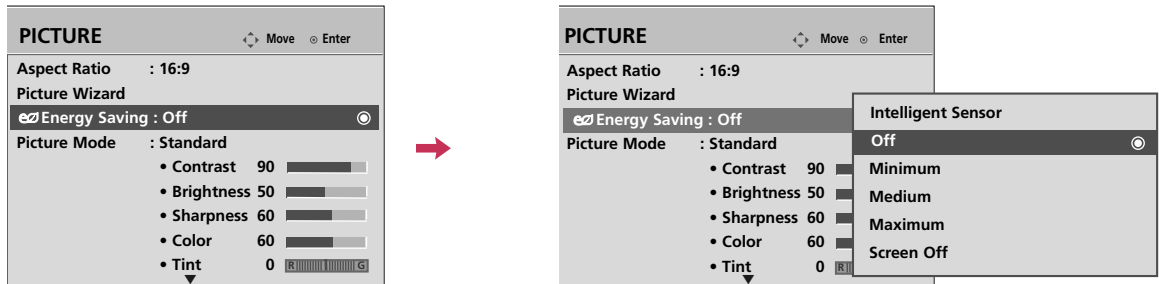 PICTURE Move Enter
Aspect Ratio : 16:9
Picture Wizard
Energy Saving : Off
Picture Mode : Standard
• Contrast 90
• Brightness 50
• Sharpness 60
• Color 60
• Tint 0 R G
PICTURE Move Enter
Aspect Ratio : 16:9
Picture Wizard
Energy Saving : Off
Picture Mode : Standard
• Contrast 90
• Brightness 50
• Sharpness 60
• Color 60
• Tint 0 R
Intelligent Sensor
Off
Minimum
Medium
Maximum
Screen Off